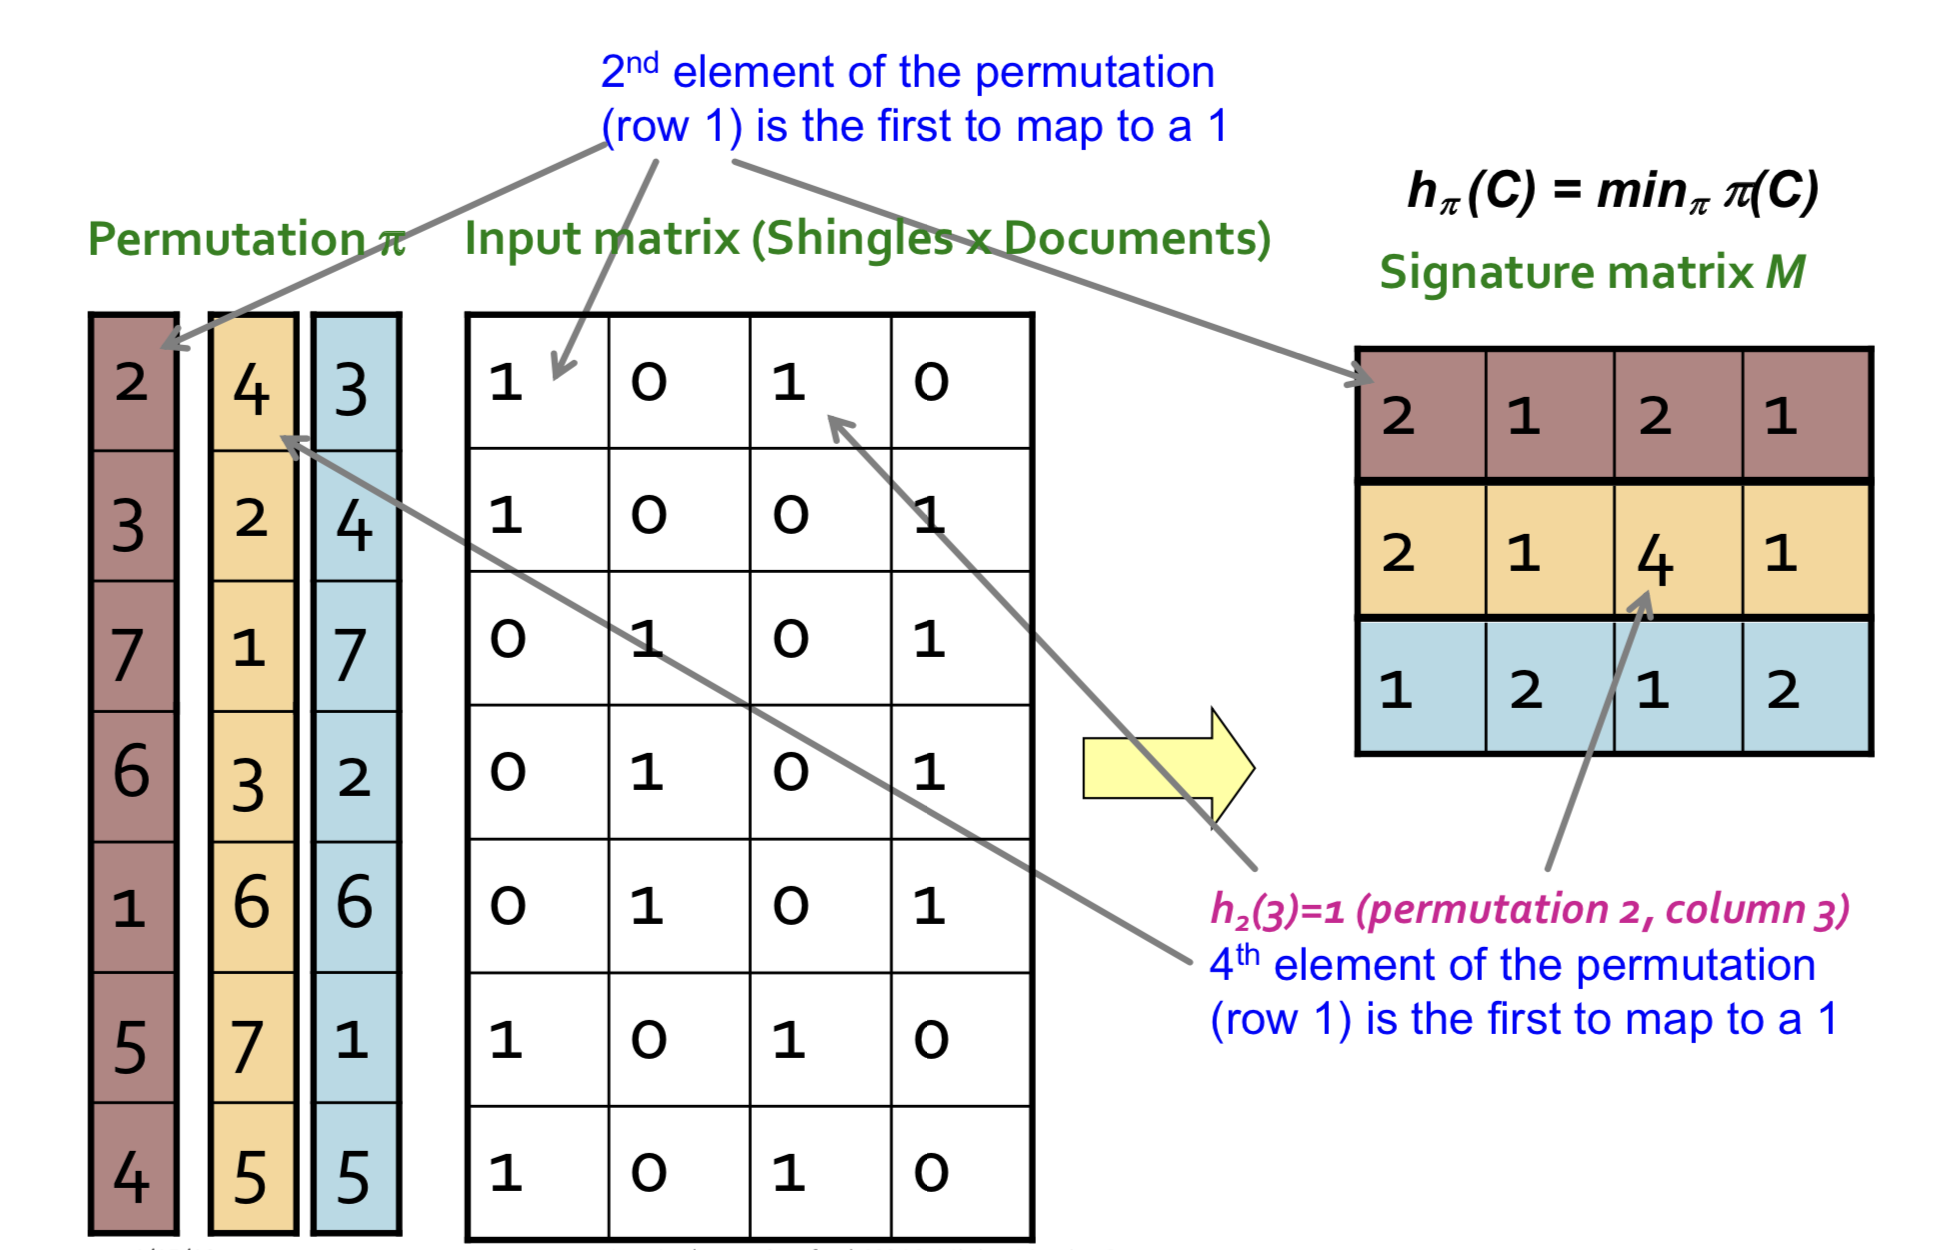 2nd element of the permutation
(row 1) is the first to map to a 1
hπ(C) = minπ π(C)
Permutation π
Input matrix (Shingles x Documents)
Signature matrix M
2 4 3 1 0 1 0
3 2 4 1 0 0 1
7 1 7 0 1 0 1
6 3 2 0 1 0 1
1 6 6 0 1 0 1
5 7 1 1 0 1 0
4 5 5 1 0 1 0
2 1 2 1
2 1 4 1
1 2 1 2
h2(3)=1 (permutation 2, column 3)
4th element of the permutation
(row 1) is the first to map to a 1